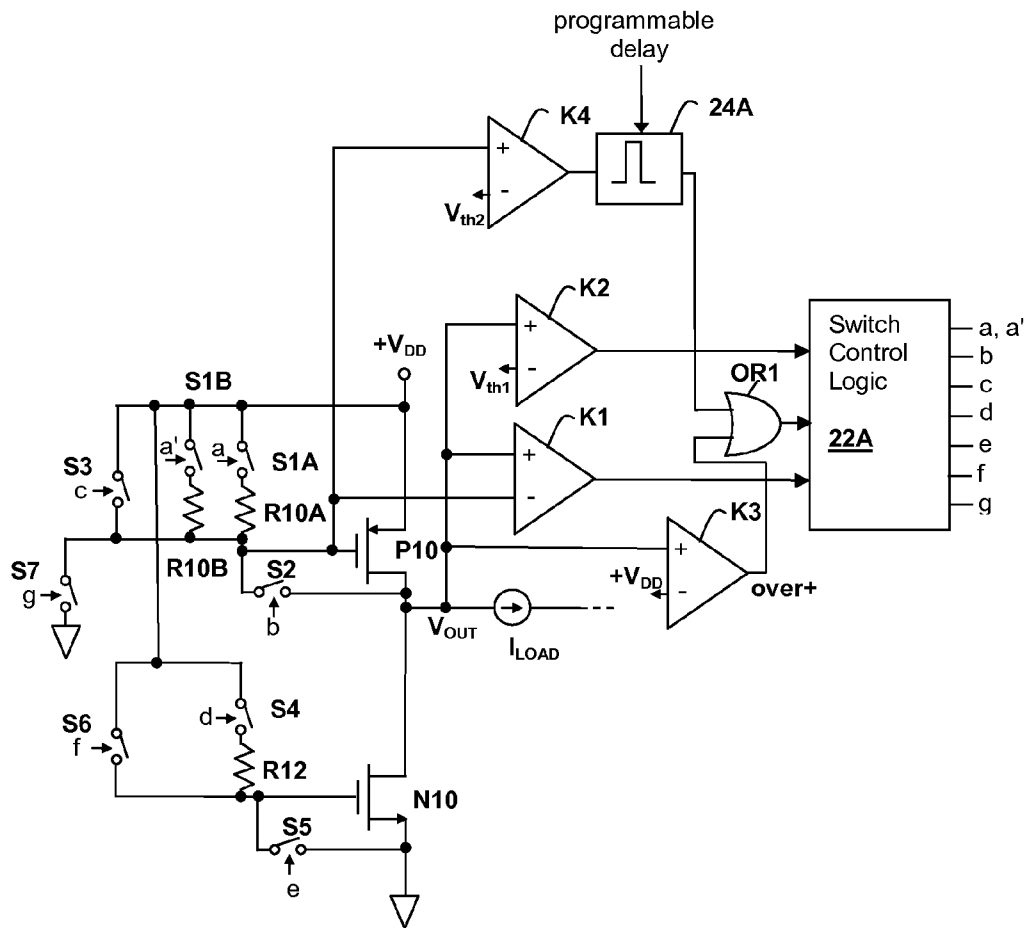 programmable
delay
K4
24A
+
-
Vth2
K2
+
-
Vth1
+VDD
Switch
Control
Logic
22A
a, a'
b
c
d
e
f
g
OR1
S1B
K1
+
-
S3
c
a'
a
S1A
R10A
R10B
P10
K3
+
-
+VDD
over+
S7
g
S2
b
VOUT
ILOAD
S6
f
d
S4
R12
N10
S5
e